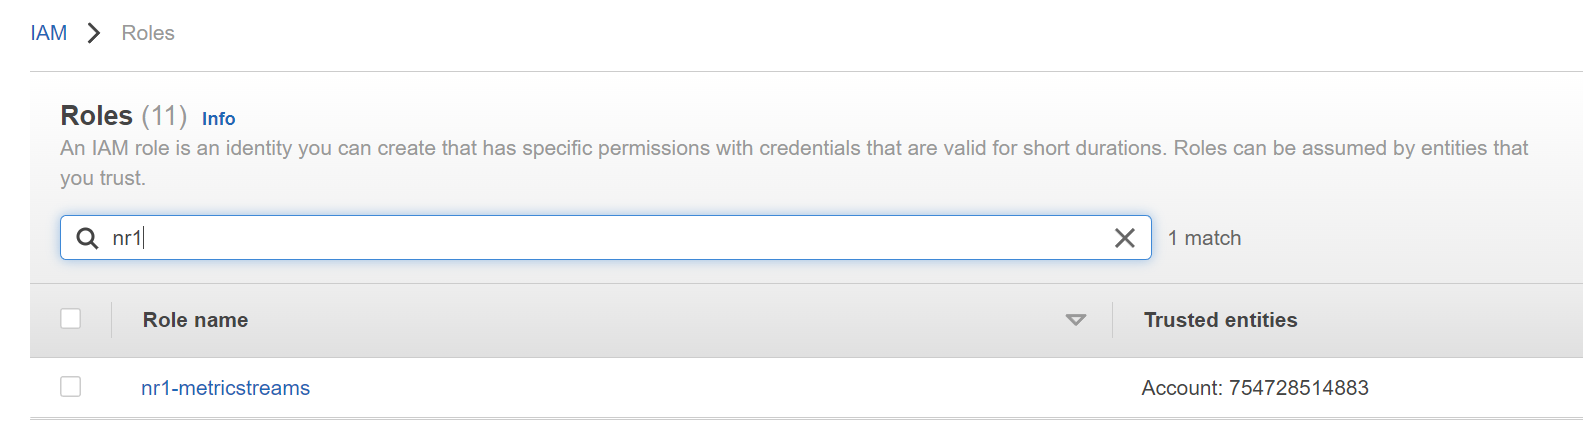 IAM > Roles
Roles (11) Info
An IAM role is an identity you can create that has specific permissions with credentials that are valid for short durations. Roles can be assumed by entities that
you trust.
nr1
1 match
Role name
Trusted entities
nr1-metricstreams
Account: 754728514883